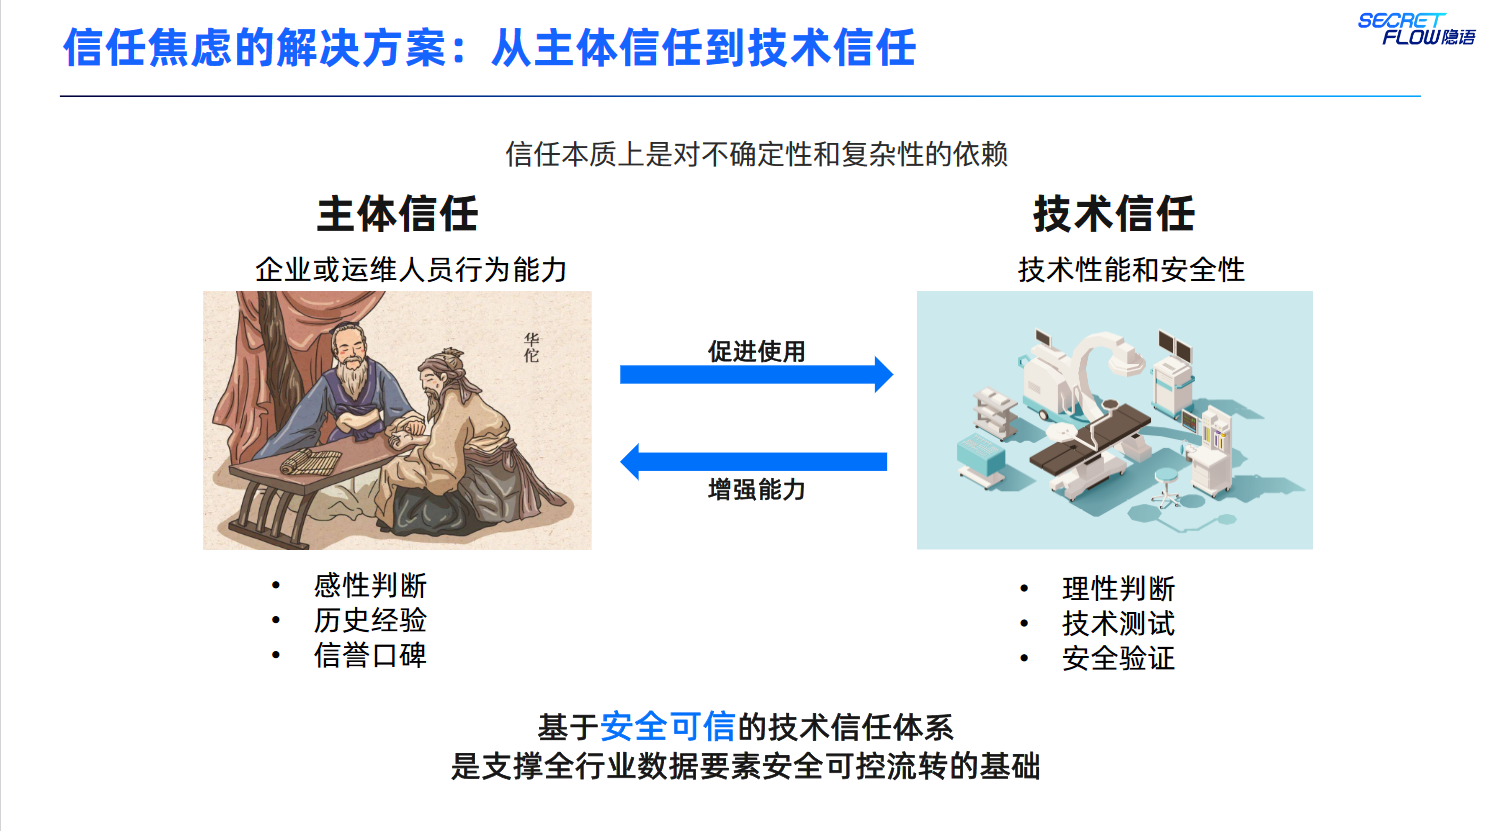 信任焦虑的解决方案：从主体信任到技术信任
SECRET
FLOW隐语
信任本质上是对不确定性和复杂性的依赖
主体信任
技术信任
企业或运维人员行为能力
技术性能和安全性
华佗
促进使用
增强能力
• 感性判断
• 历史经验
• 信誉口碑
• 理性判断
• 技术测试
• 安全验证
基于安全可信的技术信任体系
是支撑全行业数据要素安全可控流转的基础